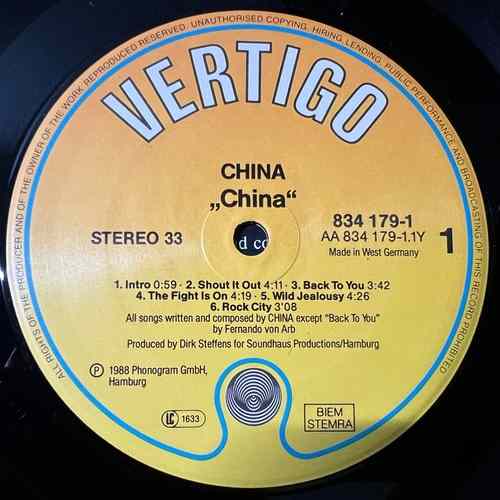 ALL RIGHTS OF THE PRODUCER AND OF THE OWNER OF THE WORK REPRODUCED RESERVED. UNAUTHORISED COPYING, HIRING, LENDING, PUBLIC PERFORMANCE AND BROADCASTING OF THIS RECORD PROHIBITED
VERTIGO
CHINA
„China“
STEREO 33
d co
834 179-1
AA 834 179-1.1Y
Made in West Germany
1
1. Intro 0:59 · 2. Shout It Out 4:11 · 3. Back To You 3:42
4. The Fight Is On 4:19 · 5. Wild Jealousy 4:26
6. Rock City 3'08
All songs written and composed by CHINA except "Back To You"
by Fernando von Arb
Produced by Dirk Steffens for Soundhaus Productions/Hamburg
Ⓟ 1988 Phonogram GmbH,
Hamburg
LC 1633
BIEM
STEMRA